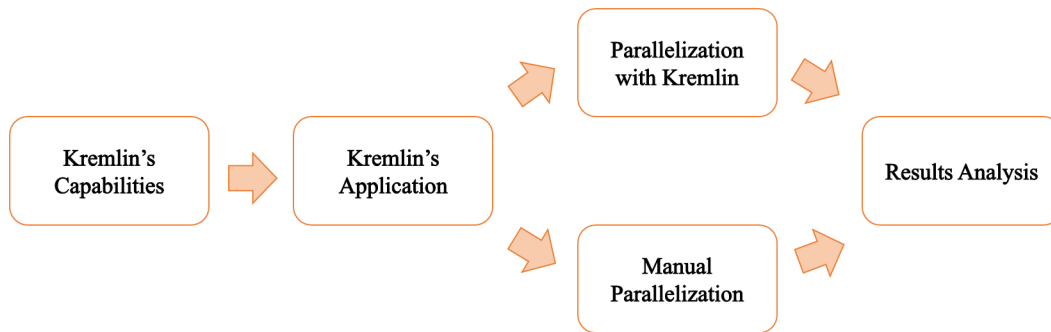 Kremlin’s
Capabilities
Kremlin’s
Application
Parallelization
with Kremlin
Manual
Parallelization
Results Analysis